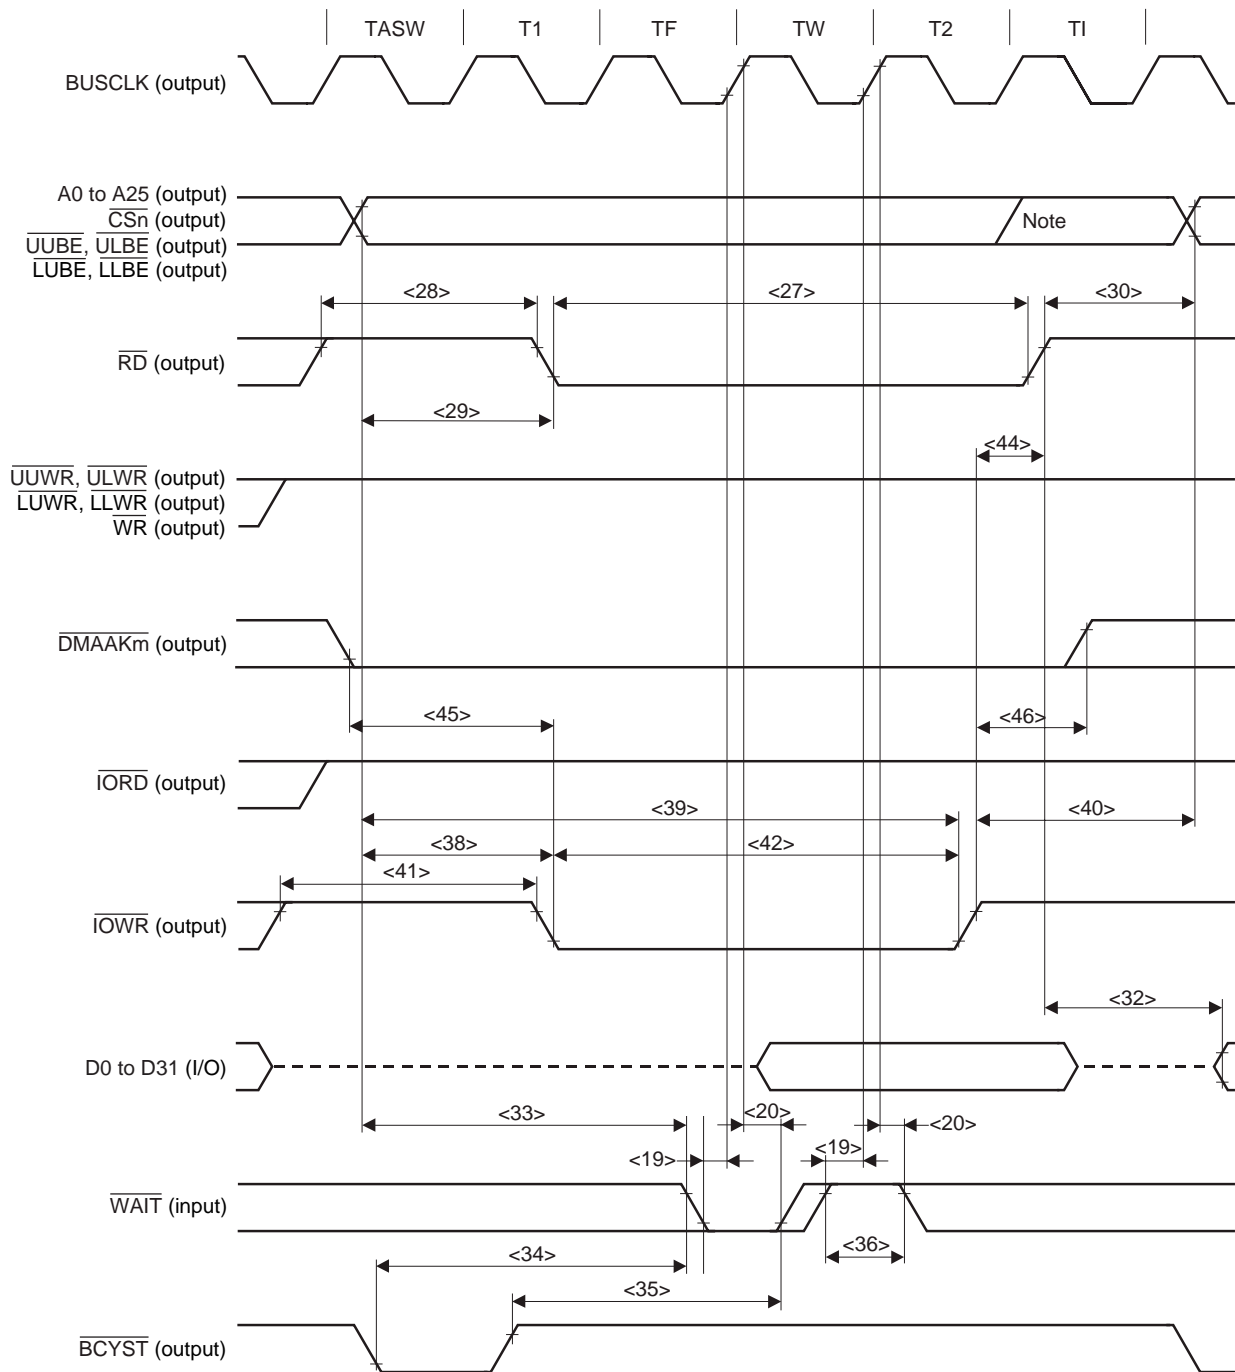 TASW T1 TF TW T2 TI
BUSCLK (output)
A0 to A25 (output)
CSn (output)
Note
UUBE, ULBE (output)
LUBE, LLBE (output)
<28> <27> <30>
RD (output)
<29>
<44>
UUWR, ULWR (output)
LUWR, LLWR (output)
WR (output)
DMAAKm (output)
<45> <46>
IORD (output)
<39> <40>
<38> <42>
<41>
IOWR (output)
<32>
D0 to D31 (I/O)
<33> <20> <20>
<19> <19>
WAIT (input)
<34> <36>
<35>
BCYST (output)